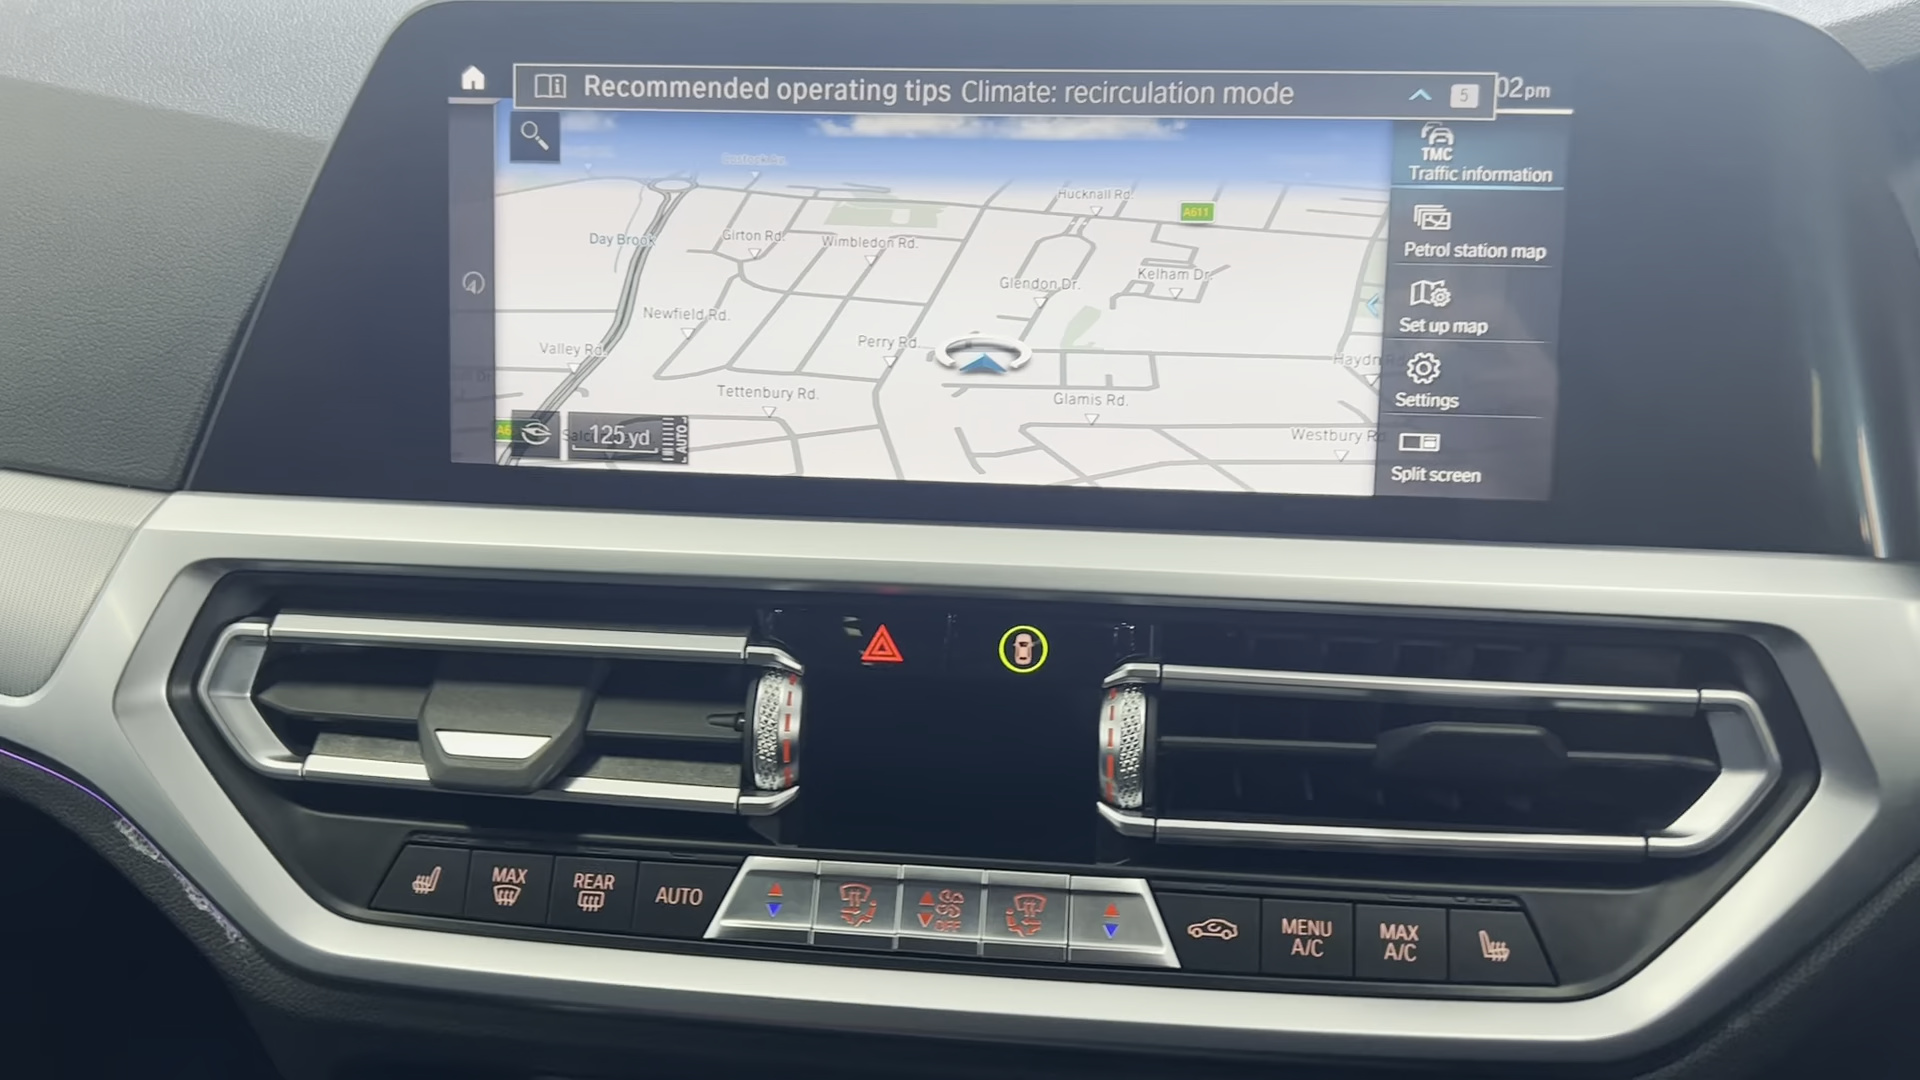 Recommended operating tips Climate: recirculation mode 5
02pm
TMC
Traffic information
Petrol station map
Set up map
Settings
Split screen
Hucknall Rd.
A611
Day Brook
Girton Rd.
Wimbledon Rd.
Kelham Dr.
Glendon Dr.
Newfield Rd.
Perry Rd.
Valley Rd.
Haydn Rd.
Tettenbury Rd.
Glamis Rd.
Westbury R
A6
125 yd
AUTO
MAX
REAR
AUTO
OFF
MENU
A/C
MAX
A/C